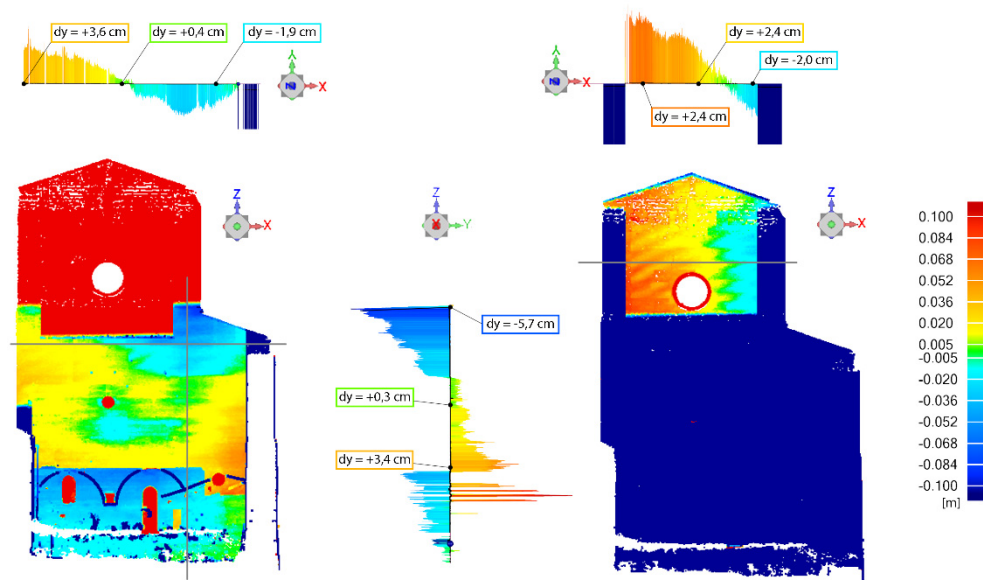 dy = +3,6 cm
dy = +0,4 cm
dy = -1,9 cm
X
Y
dy = +2,4 cm
dy = -2,0 cm
dy = +2,4 cm
X
Y
Z
X
Z
Y
Z
X
dy = -5,7 cm
dy = +0,3 cm
dy = +3,4 cm
0.100
0.084
0.068
0.052
0.036
0.020
0.005
-0.005
-0.020
-0.036
-0.052
-0.068
-0.084
-0.100
[m]